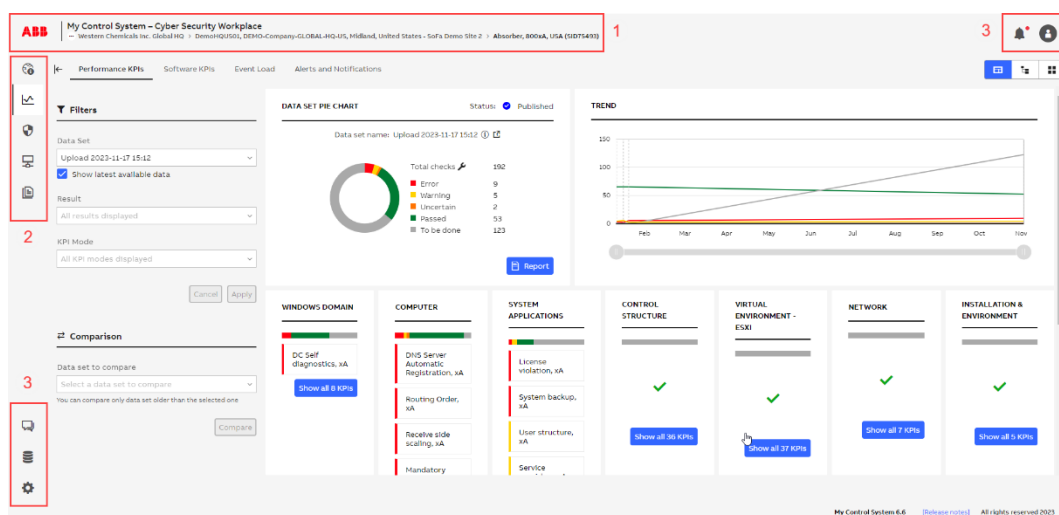 ABB
My Control System – Cyber Security Workplace
Western Chemicals Inc. Global HQ > DemoHQUS01, DEMO-Company-GLOBAL-HQ-US, Midland, United States - SoFa Demo Site 2 > Absorber, 800xA, USA (SID75493)
1
3
Performance KPIs Software KPIs Event Load Alerts and Notifications
Filters
Data Set
Upload 2023-11-17 15:12
Show latest available data
Result
All results displayed
2
KPI Mode
All KPI modes displayed
Cancel Apply
Comparison
Data set to compare
3
Select a data set to compare
You can compare only data set older than the selected one
Compare
DATA SET PIE CHART Status: Published
Data set name: Upload 2023-11-17 15:12
Total checks 192
Error 9
Warning 5
Uncertain 2
Passed 53
To be done 123
Report
TREND
150
100
50
0
Feb Mar Apr May Jun Jul Aug Sep Oct Nov
WINDOWS DOMAIN
DC Self
diagnostics, xA
Show all 8 KPIs
COMPUTER
DNS Server
Automatic
Registration, xA
Routing Order,
xA
Receive side
scaling, xA
Mandatory
SYSTEM
APPLICATIONS
License
violation, xA
System backup,
xA
User structure,
xA
Service
CONTROL
STRUCTURE
Show all 36 KPIs
VIRTUAL
ENVIRONMENT -
ESXI
Show all 37 KPIs
NETWORK
Show all 7 KPIs
INSTALLATION &
ENVIRONMENT
Show all 5 KPIs
My Control System 6.6 [Release notes] All rights reserved 2023